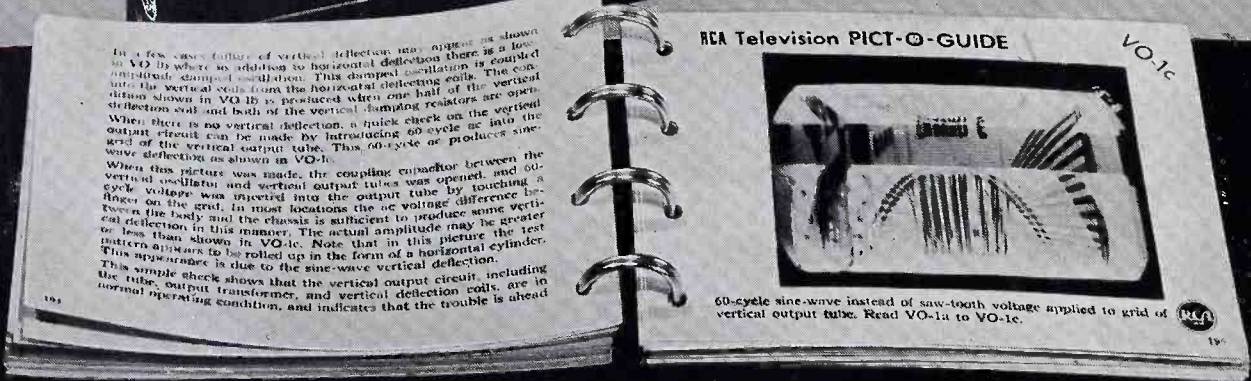 In a few cases failure of vertical deflection may appear as shown
in VO-1b where in addition to horizontal deflection there is a low-
amplitude damped oscillation. This damped oscillation is coupled
into the vertical coils from the horizontal deflecting coils. The con-
dition shown in VO-1b is produced when one half of the vertical
deflection coil and both of the vertical damping resistors are open.
When there is no vertical deflection, a quick check on the vertical
output circuit can be made by introducing 60-cycle ac into the
grid of the vertical output tube. This 60-cycle ac produces sine-
wave deflection as shown in VO-1c.
When this picture was made, the coupling capacitor between the
vertical oscillator and vertical output tubes was opened, and 60-
cycle voltage was injected into the output tube by touching a
finger on the grid. In most locations the ac voltage difference be-
tween the body and the chassis is sufficient to produce some verti-
cal deflection in this manner. The actual amplitude may be greater
or less than shown in VO-1c. Note that in this picture the test
pattern appears to be rolled up in the form of a horizontal cylinder.
This appearance is due to the sine-wave vertical deflection.
This simple check shows that the vertical output circuit, including
the tube, output transformer, and vertical deflection coils, are in
normal operating condition, and indicates that the trouble is ahead
RCA Television PICT-O-GUIDE
VO-1c
60-cycle sine-wave instead of saw-tooth voltage applied to grid of
vertical output tube. Read VO-1a to VO-1c.
RCA